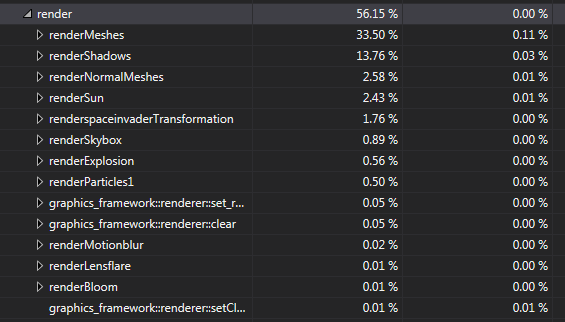 render 56.15 % 0.00 %
renderMeshes 33.50 % 0.11 %
renderShadows 13.76 % 0.03 %
renderNormalMeshes 2.58 % 0.01 %
renderSun 2.43 % 0.01 %
renderspaceinvaderTransformation 1.76 % 0.00 %
renderSkybox 0.89 % 0.00 %
renderExplosion 0.56 % 0.00 %
renderParticles1 0.50 % 0.00 %
graphics_framework::renderer::set_r... 0.05 % 0.00 %
graphics_framework::renderer::clear 0.05 % 0.00 %
renderMotionblur 0.02 % 0.00 %
renderLensflare 0.01 % 0.00 %
renderBloom 0.01 % 0.00 %
graphics_framework::renderer::setCl... 0.01 % 0.01 %